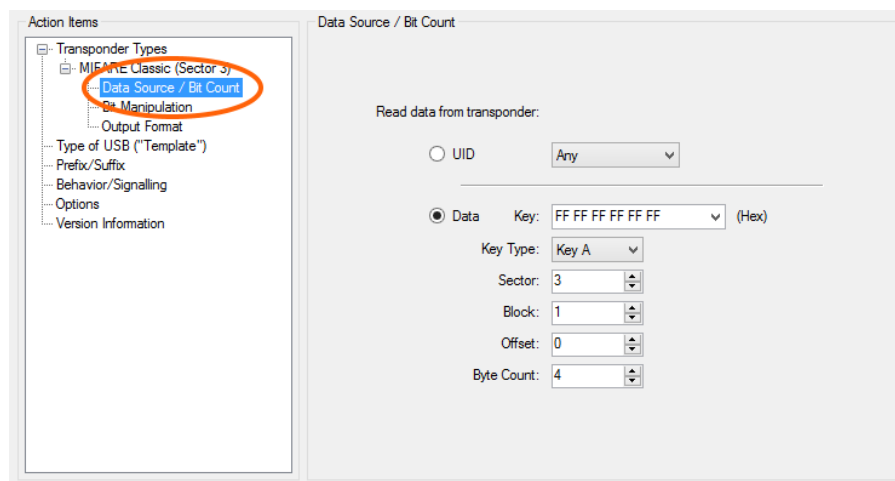 Action Items
Transponder Types
MIFARE Classic (Sector 3)
Data Source / Bit Count
Bit Manipulation
Output Format
Type of USB ("Template")
Prefix/Suffix
Behavior/Signalling
Options
Version Information
Data Source / Bit Count
Read data from transponder:
UID Any
Data Key: FF FF FF FF FF FF (Hex)
Key Type: Key A
Sector: 3
Block: 1
Offset: 0
Byte Count: 4